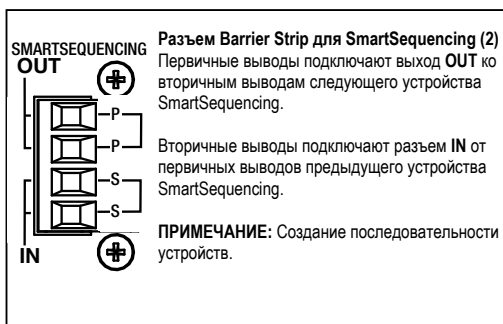 SMARTSEQUENCING
OUT
P
P
S
S
IN
Разъем Barrier Strip для SmartSequencing (2)
Первичные выводы подключают выход OUT ко
вторичным выводам следующего устройства
SmartSequencing.
Вторичные выводы подключают разъем IN от
первичных выводов предыдущего устройства
SmartSequencing.
ПРИМЕЧАНИЕ: Создание последовательности
устройств.